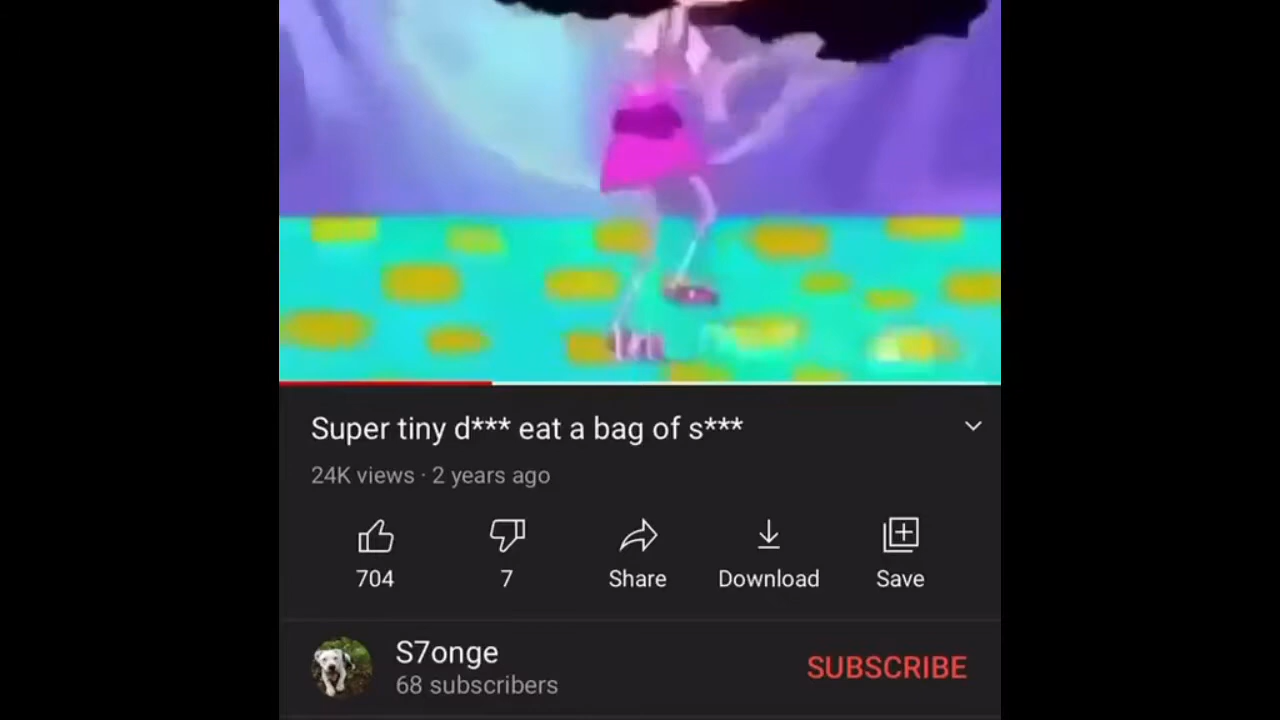 Super tiny d*** eat a bag of s***
24K views · 2 years ago
704
7
Share
Download
Save
S7onge
68 subscribers
SUBSCRIBE